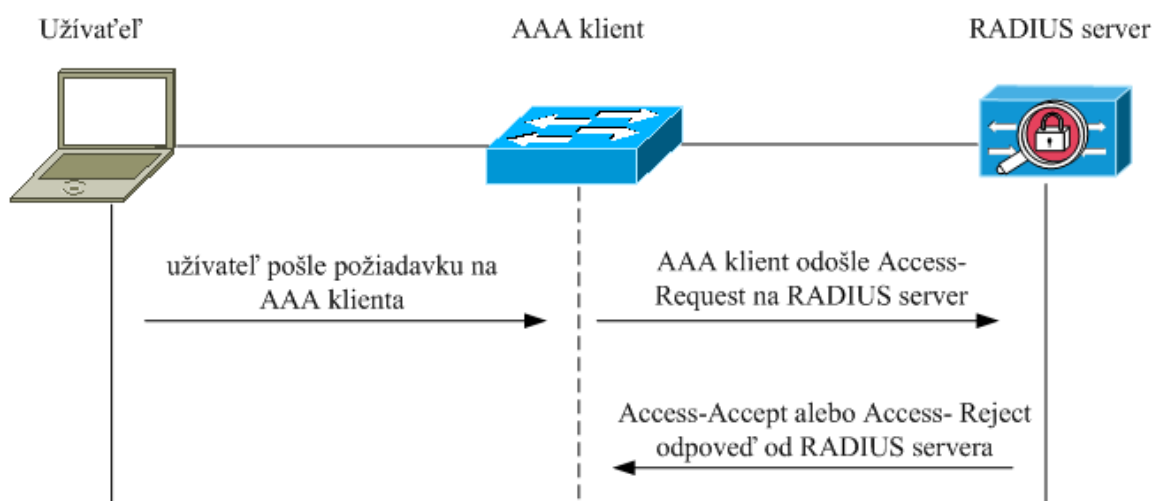 Užívaťeľ
AAA klient
RADIUS server
užívateľ pošle požiadavku na
AAA klienta
AAA klient odošle Access-
Request na RADIUS server
Access-Accept alebo Access- Reject
odpoveď od RADIUS servera